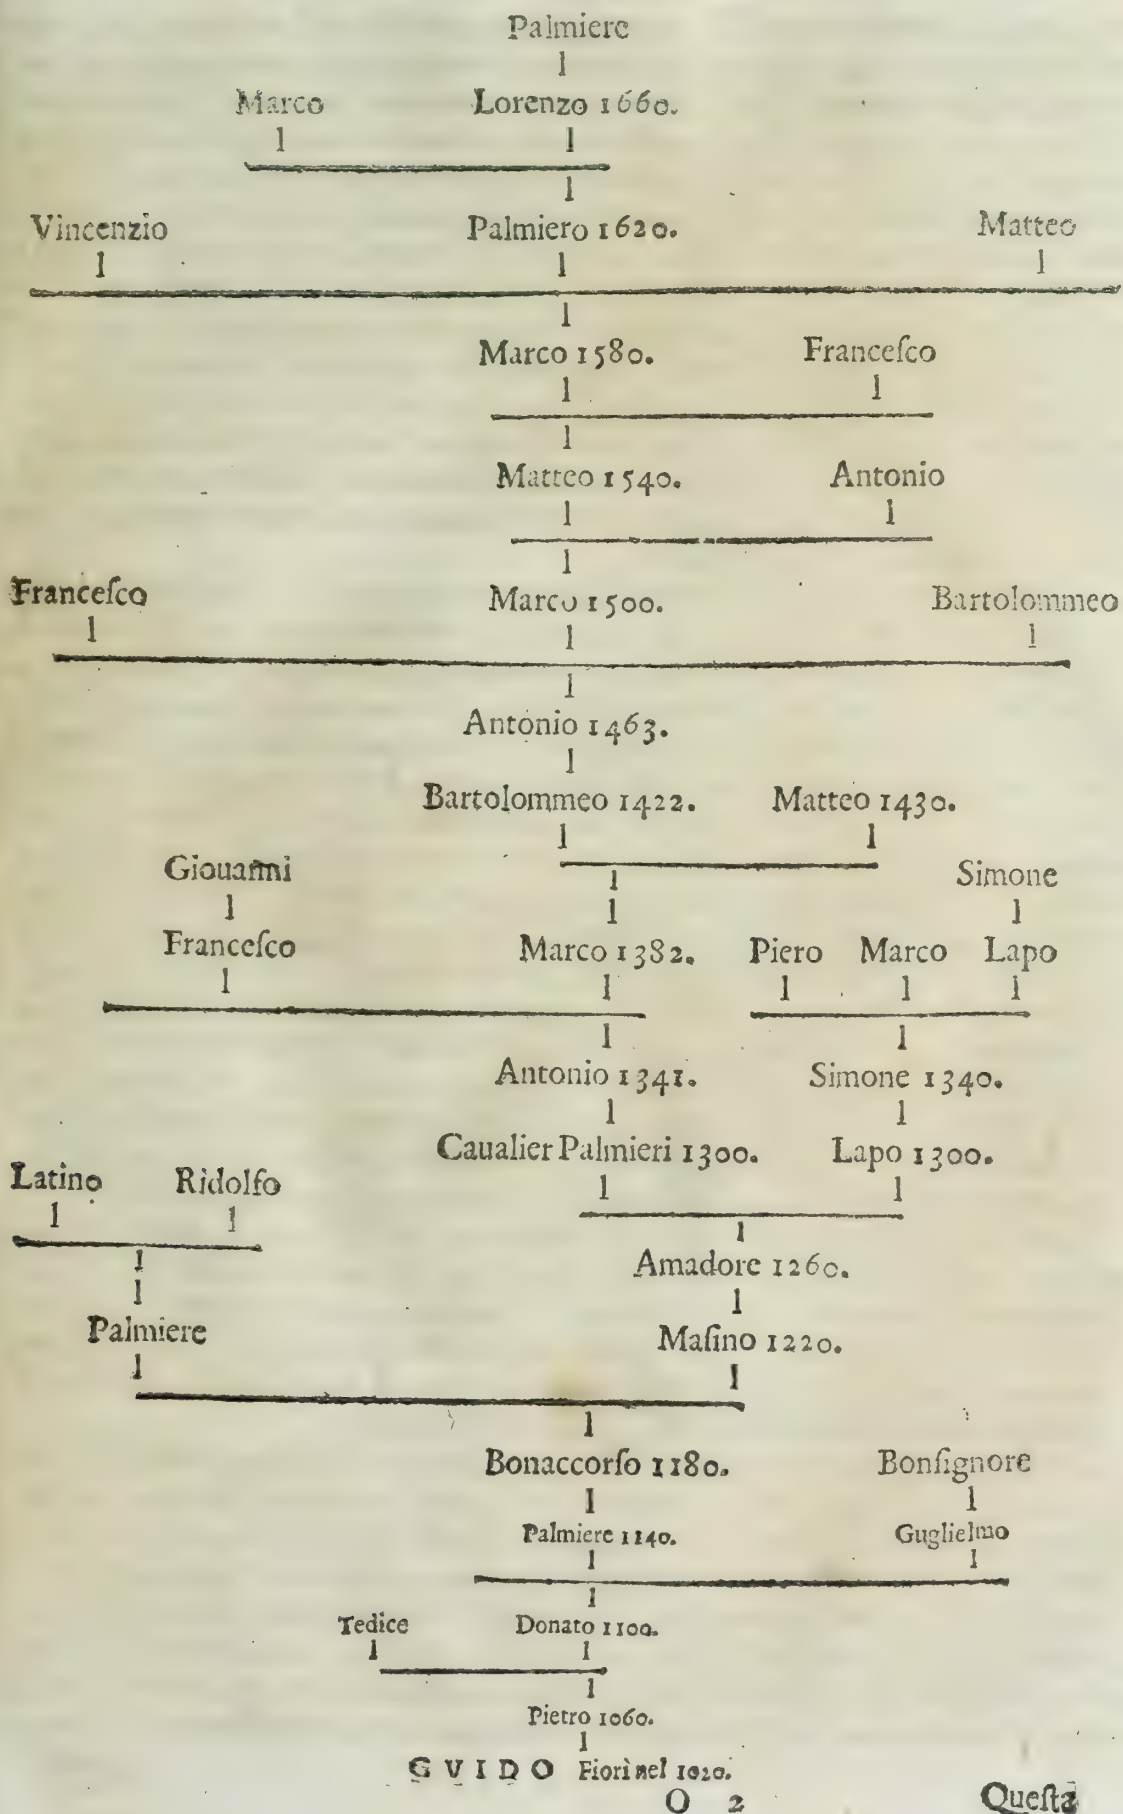 Palmiere
Marco Lorenzo 1660.
Vincenzio Palmiero 1620. Matteo
Marco 1580. Franceſco
Matteo 1540. Antonio
Franceſco Marco 1500. Bartolommeo
Antonio 1463.
Bartolommeo 1422. Matteo 1430.
Giouanni Simone
Franceſco Marco 1382. Piero Marco Lapo
Antonio 1341. Simone 1340.
Caualier Palmieri 1300. Lapo 1300.
Latino Ridolfo
Amadore 1260.
Palmiere Maſino 1220.
Bonaccorſo 1180. Bonſignore
Palmiere 1140. Guglielmo
Tedice Donato 1100.
Pietro 1060.
GVIDO Fiorì nel 1020.
O 2 Queſta